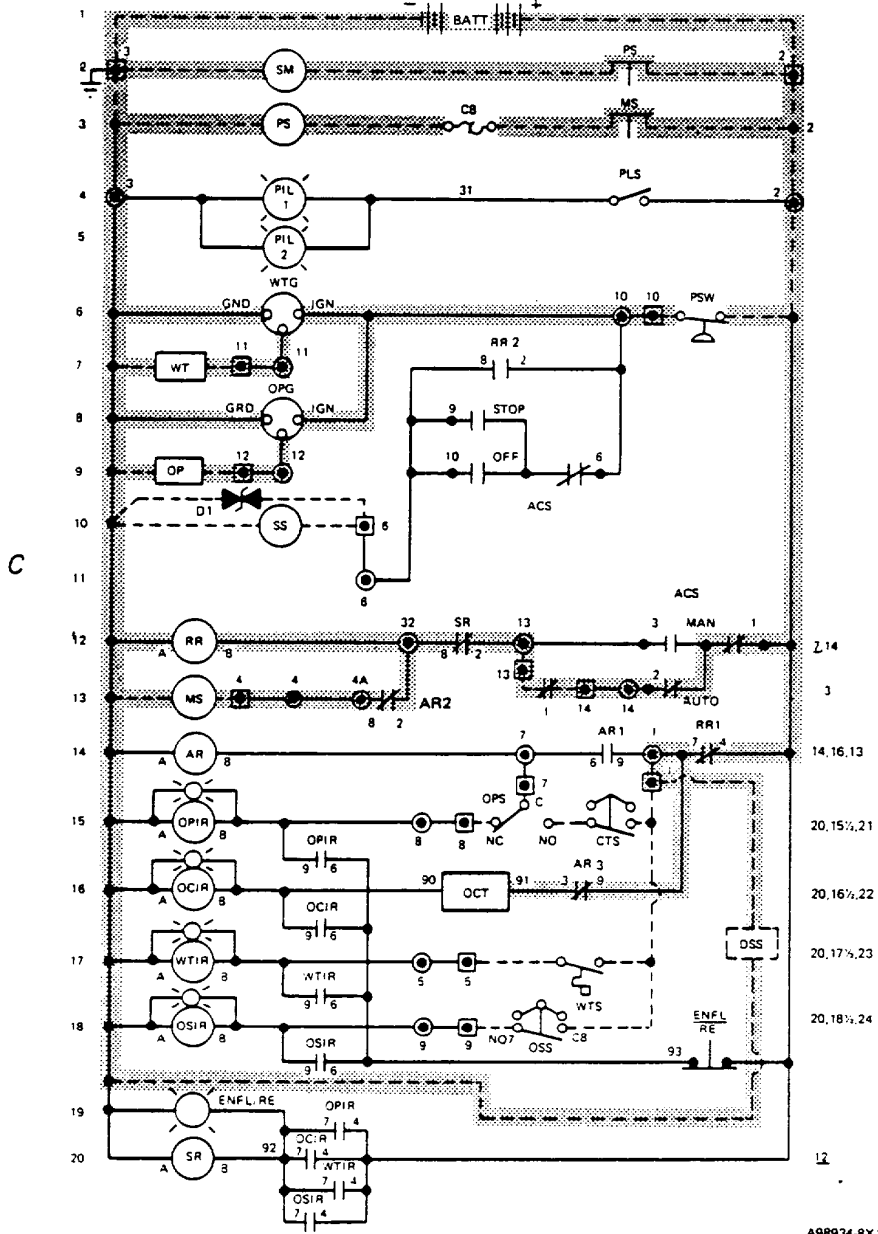 1 − BATT +
2 3 SM PS 2
3 PS CB MS 2
4 3 PIL 1 31 PLS 2
5 PIL 2
WTG
6 GND IGN 10 10 PSW
7 WT 11 11 8 RR 2 2
OPG
8 GRD IGN 9 STOP
9 OP 12 12 10 OFF 6
D1 ACS
10 SS 6
C
11 6
ACS
12 A RR B 32 SR 8 2 13 3 MAN 1 7,14
13 MS 4 4 4A 8 2 AR2 13 1 14 14 2 AUTO 3
14 A AR B 7 AR1 6 9 RR1 7 4 14,16,13
OPS C 7
15 A OPIR B 8 8 NC NO CTS 20,15½,21
OPIR 9 6
16 A OCIR B 90 OCT 91 AR 3 3 9 20,16½,22
OCIR 9 6
17 A WTIR B 5 5 WTS DSS 20,17½,23
WTIR 9 6
18 A OSIR B 9 9 NO7 OSS C8 ENFL RE 20,18½,24
OSIR 9 6 93
19 ENFL/RE OPIR 7 4
20 A SR B 92 OCIR 7 4 12
WTIR 7 4
OSIR 7 4
A98934-8X